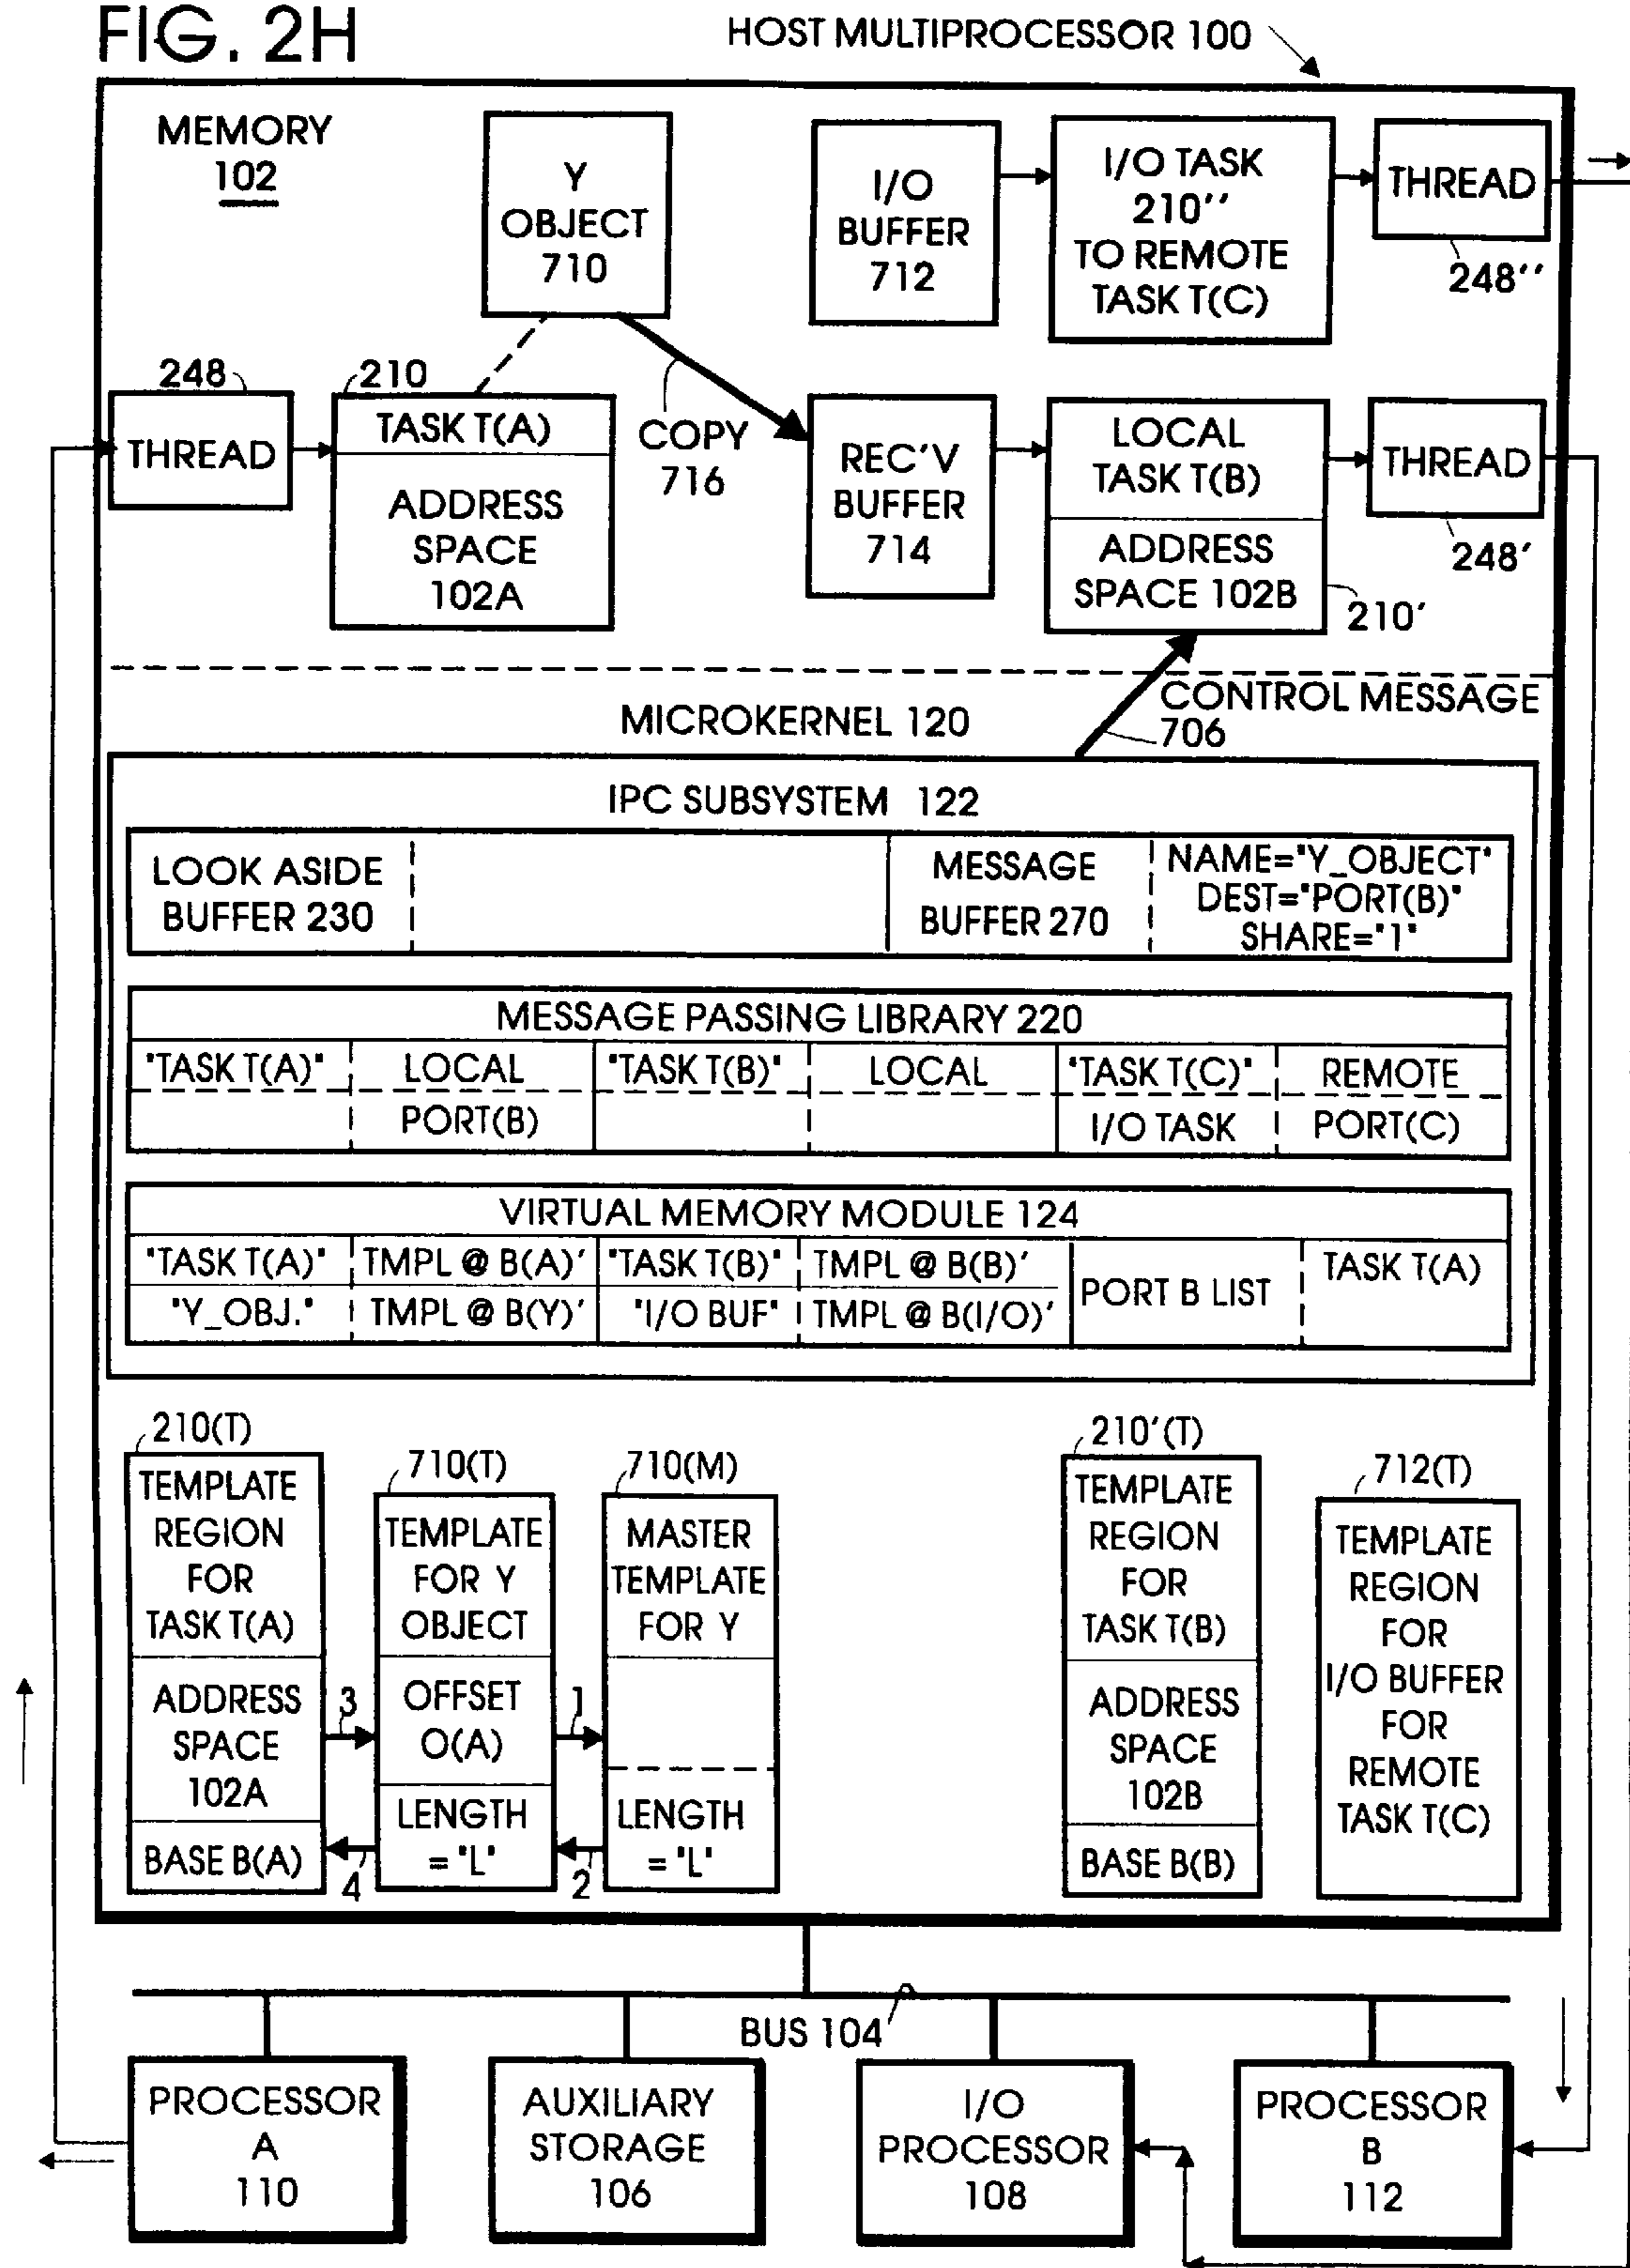 FIG. 2H
HOST MULTIPROCESSOR 100
MEMORY
102
Y
OBJECT
710
I/O
BUFFER
712
I/O TASK
210''
TO REMOTE
TASK T(C)
THREAD
248''
248
THREAD
210
TASK T(A)
ADDRESS
SPACE
102A
COPY
716
REC'V
BUFFER
714
LOCAL
TASK T(B)
ADDRESS
SPACE 102B
210'
THREAD
248'
CONTROL MESSAGE
706
MICROKERNEL 120
IPC SUBSYSTEM 122
LOOK ASIDE
BUFFER 230
MESSAGE
BUFFER 270
NAME="Y_OBJECT"
DEST="PORT(B)"
SHARE="1"
MESSAGE PASSING LIBRARY 220
"TASK T(A)" LOCAL "TASK T(B)" LOCAL "TASK T(C)" REMOTE
PORT(B) I/O TASK PORT(C)
VIRTUAL MEMORY MODULE 124
"TASK T(A)" TMPL @ B(A)' "TASK T(B)" TMPL @ B(B)'
"Y_OBJ." TMPL @ B(Y)' "I/O BUF" TMPL @ B(I/O)'
PORT B LIST
TASK T(A)
210(T)
TEMPLATE
REGION
FOR
TASK T(A)
ADDRESS
SPACE
102A
BASE B(A)
3
4
710(T)
TEMPLATE
FOR Y
OBJECT
OFFSET
O(A)
LENGTH
= "L"
1
2
710(M)
MASTER
TEMPLATE
FOR Y
LENGTH
= "L"
210'(T)
TEMPLATE
REGION
FOR
TASK T(B)
ADDRESS
SPACE
102B
BASE B(B)
712(T)
TEMPLATE
REGION
FOR
I/O BUFFER
FOR
REMOTE
TASK T(C)
BUS 104
PROCESSOR
A
110
AUXILIARY
STORAGE
106
I/O
PROCESSOR
108
PROCESSOR
B
112